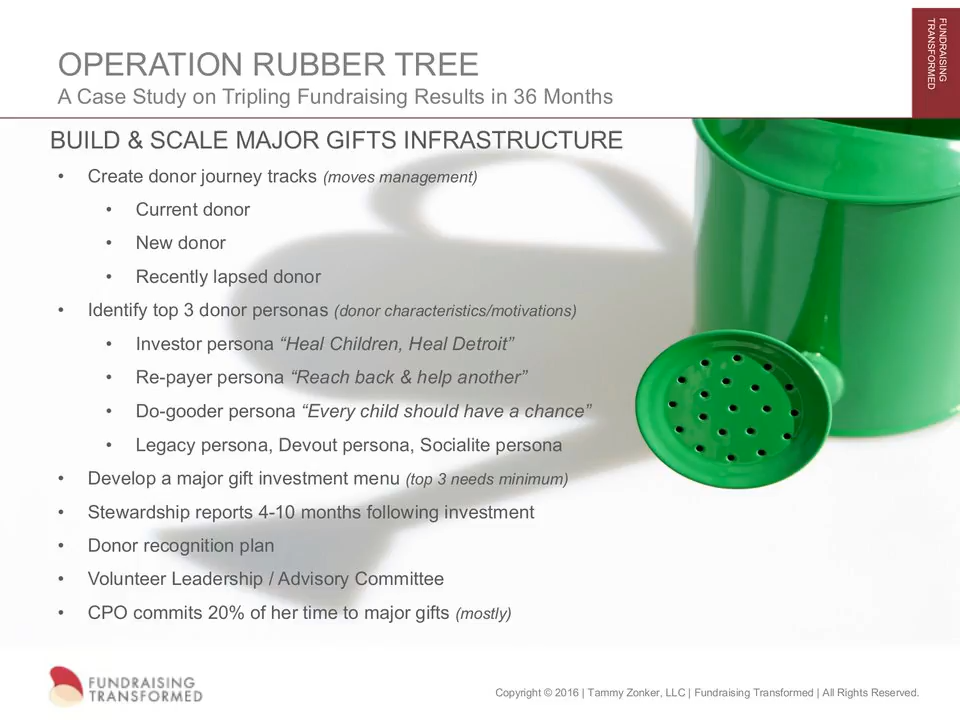 OPERATION RUBBER TREE
A Case Study on Tripling Fundraising Results in 36 Months
FUNDRAISING
TRANSFORMED
BUILD & SCALE MAJOR GIFTS INFRASTRUCTURE
• Create donor journey tracks (moves management)
• Current donor
• New donor
• Recently lapsed donor
• Identify top 3 donor personas (donor characteristics/motivations)
• Investor persona “Heal Children, Heal Detroit”
• Re-payer persona “Reach back & help another”
• Do-gooder persona “Every child should have a chance”
• Legacy persona, Devout persona, Socialite persona
• Develop a major gift investment menu (top 3 needs minimum)
• Stewardship reports 4-10 months following investment
• Donor recognition plan
• Volunteer Leadership / Advisory Committee
• CPO commits 20% of her time to major gifts (mostly)
FUNDRAISING
TRANSFORMED
Copyright © 2016 | Tammy Zonker, LLC | Fundraising Transformed | All Rights Reserved.